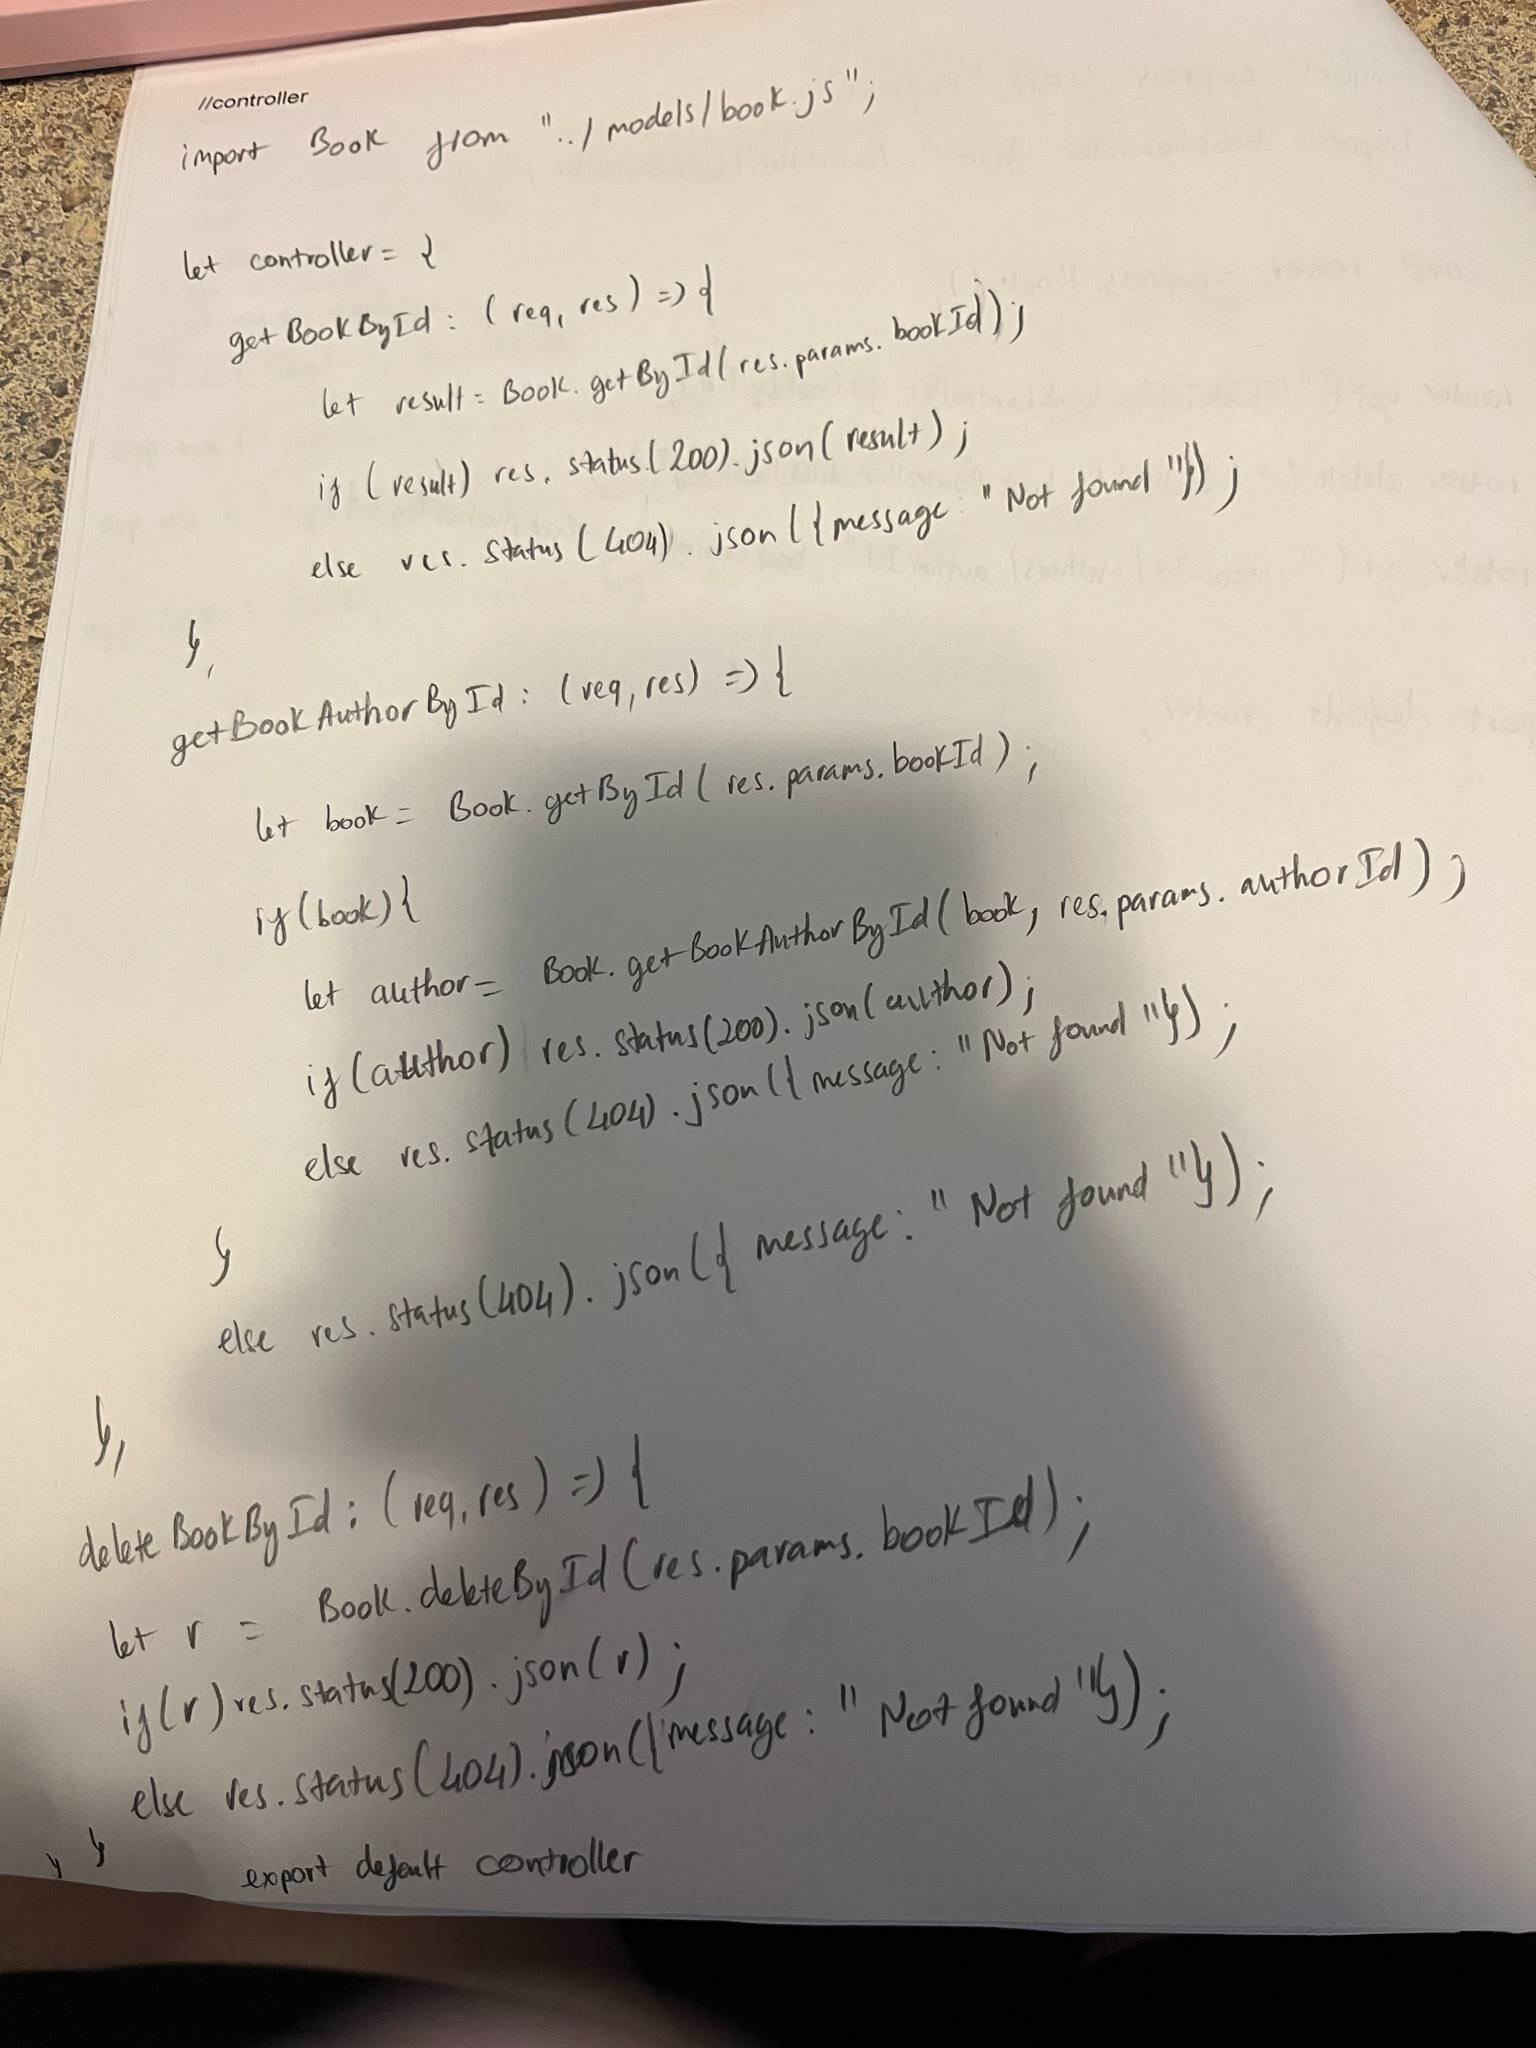 //controller
import Book from "../models/book.js";
let controller = {
getBookById : (req, res) => {
let result = Book.getById(res.params.bookId);
if (result) res.status(200).json(result);
else res.status(404).json({message: "Not found"});
},
getBookAuthorById : (req, res) => {
let book = Book.getById(res.params.bookId);
if(book){
let author = Book.getBookAuthorById(book, res.params.authorId);
if(author) res.status(200).json(author);
else res.status(404).json({message: "Not found"});
}
else res.status(404).json({message: "Not found"});
},
deleteBookById : (req, res) => {
let r = Book.deleteById(res.params.bookId);
if(r) res.status(200).json(r);
else res.status(404).json({message: "Not found"});
} }
export default controller